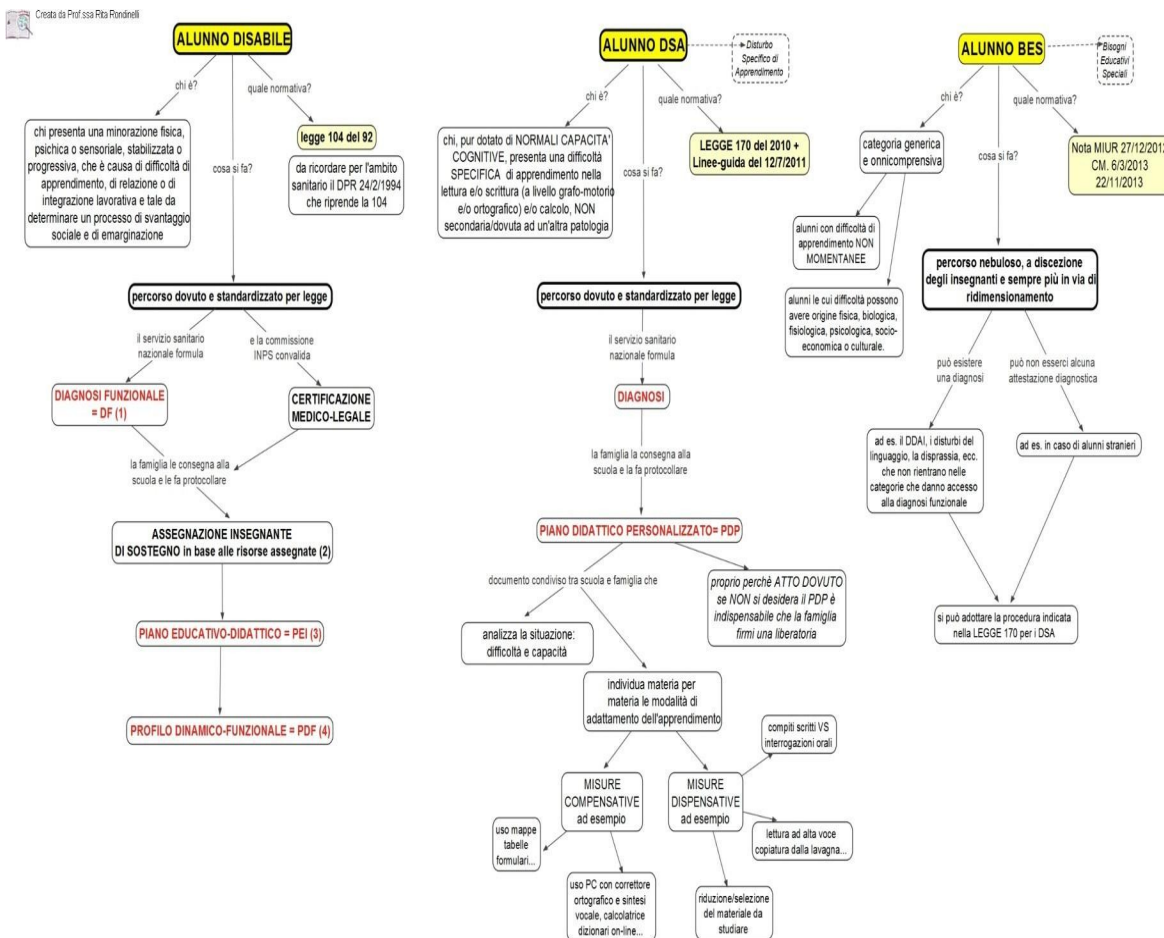 Creata da Prof.ssa Rita Rondinelli
ALUNNO DISABILE
chi è?
quale normativa?
cosa si fa?
chi presenta una minorazione fisica,
psichica o sensoriale, stabilizzata o
progressiva, che è causa di difficoltà di
apprendimento, di relazione o di
integrazione lavorativa e tale da
determinare un processo di svantaggio
sociale e di emarginazione
legge 104 del 92
da ricordare per l'ambito
sanitario il DPR 24/2/1994
che riprende la 104
percorso dovuto e standardizzato per legge
il servizio sanitario
nazionale formula
e la commissione
INPS convalida
DIAGNOSI FUNZIONALE
= DF (1)
CERTIFICAZIONE
MEDICO-LEGALE
la famiglia le consegna alla
scuola e le fa protocollare
ASSEGNAZIONE INSEGNANTE
DI SOSTEGNO in base alle risorse assegnate (2)
PIANO EDUCATIVO-DIDATTICO = PEI (3)
PROFILO DINAMICO-FUNZIONALE = PDF (4)
ALUNNO DSA
Disturbo
Specifico di
Apprendimento
chi è?
quale normativa?
cosa si fa?
chi, pur dotato di NORMALI CAPACITA'
COGNITIVE, presenta una difficoltà
SPECIFICA di apprendimento nella
lettura e/o scrittura (a livello grafo-motorio
e/o ortografico) e/o calcolo, NON
secondaria/dovuta ad un'altra patologia
LEGGE 170 del 2010 +
Linee-guida del 12/7/2011
percorso dovuto e standardizzato per legge
il servizio sanitario
nazionale formula
DIAGNOSI
la famiglia la consegna alla
scuola e la fa protocollare
PIANO DIDATTICO PERSONALIZZATO= PDP
documento condiviso tra scuola e famiglia che
proprio perchè ATTO DOVUTO
se NON si desidera il PDP è
indispensabile che la famiglia
firmi una liberatoria
analizza la situazione:
difficoltà e capacità
individua materia per
materia le modalità di
adattamento dell'apprendimento
MISURE
COMPENSATIVE
ad esempio
MISURE
DISPENSATIVE
ad esempio
compiti scritti VS
interrogazioni orali
uso mappe
tabelle
formulari...
lettura ad alta voce
copiatura dalla lavagna...
uso PC con correttore
ortografico e sintesi
vocale, calcolatrice
dizionari on-line...
riduzione/selezione
del materiale da
studiare
ALUNNO BES
Bisogni
Educativi
Speciali
chi è?
quale normativa?
cosa si fa?
categoria generica
e onnicomprensiva
Nota MIUR 27/12/2012
CM. 6/3/2013
22/11/2013
alunni con difficoltà di
apprendimento NON
MOMENTANEE
alunni le cui difficoltà possono
avere origine fisica, biologica,
fisiologica, psicologica, socio-
economica o culturale.
percorso nebuloso, a discezione
degli insegnanti e sempre più in via di
ridimensionamento
può esistere
una diagnosi
può non esserci alcuna
attestazione diagnostica
ad es. il DDAI, i disturbi del
linguaggio, la disprassia, ecc.
che non rientrano nelle
categorie che danno accesso
alla diagnosi funzionale
ad es. in caso di alunni stranieri
si può adottare la procedura indicata
nella LEGGE 170 per i DSA